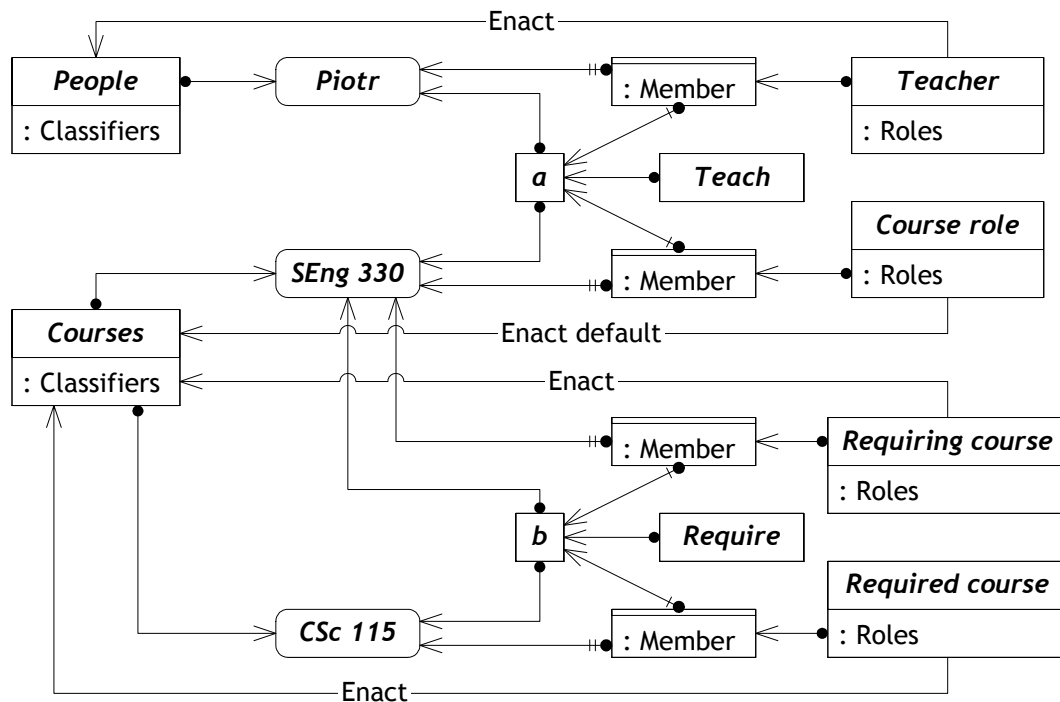 Enact
People
: Classifiers
Piotr
: Member
Teacher
: Roles
a
Teach
Course role
: Roles
SEng 330
: Member
Courses
: Classifiers
Enact default
Enact
: Member
Requiring course
: Roles
b
Require
Required course
: Roles
CSc 115
: Member
Enact